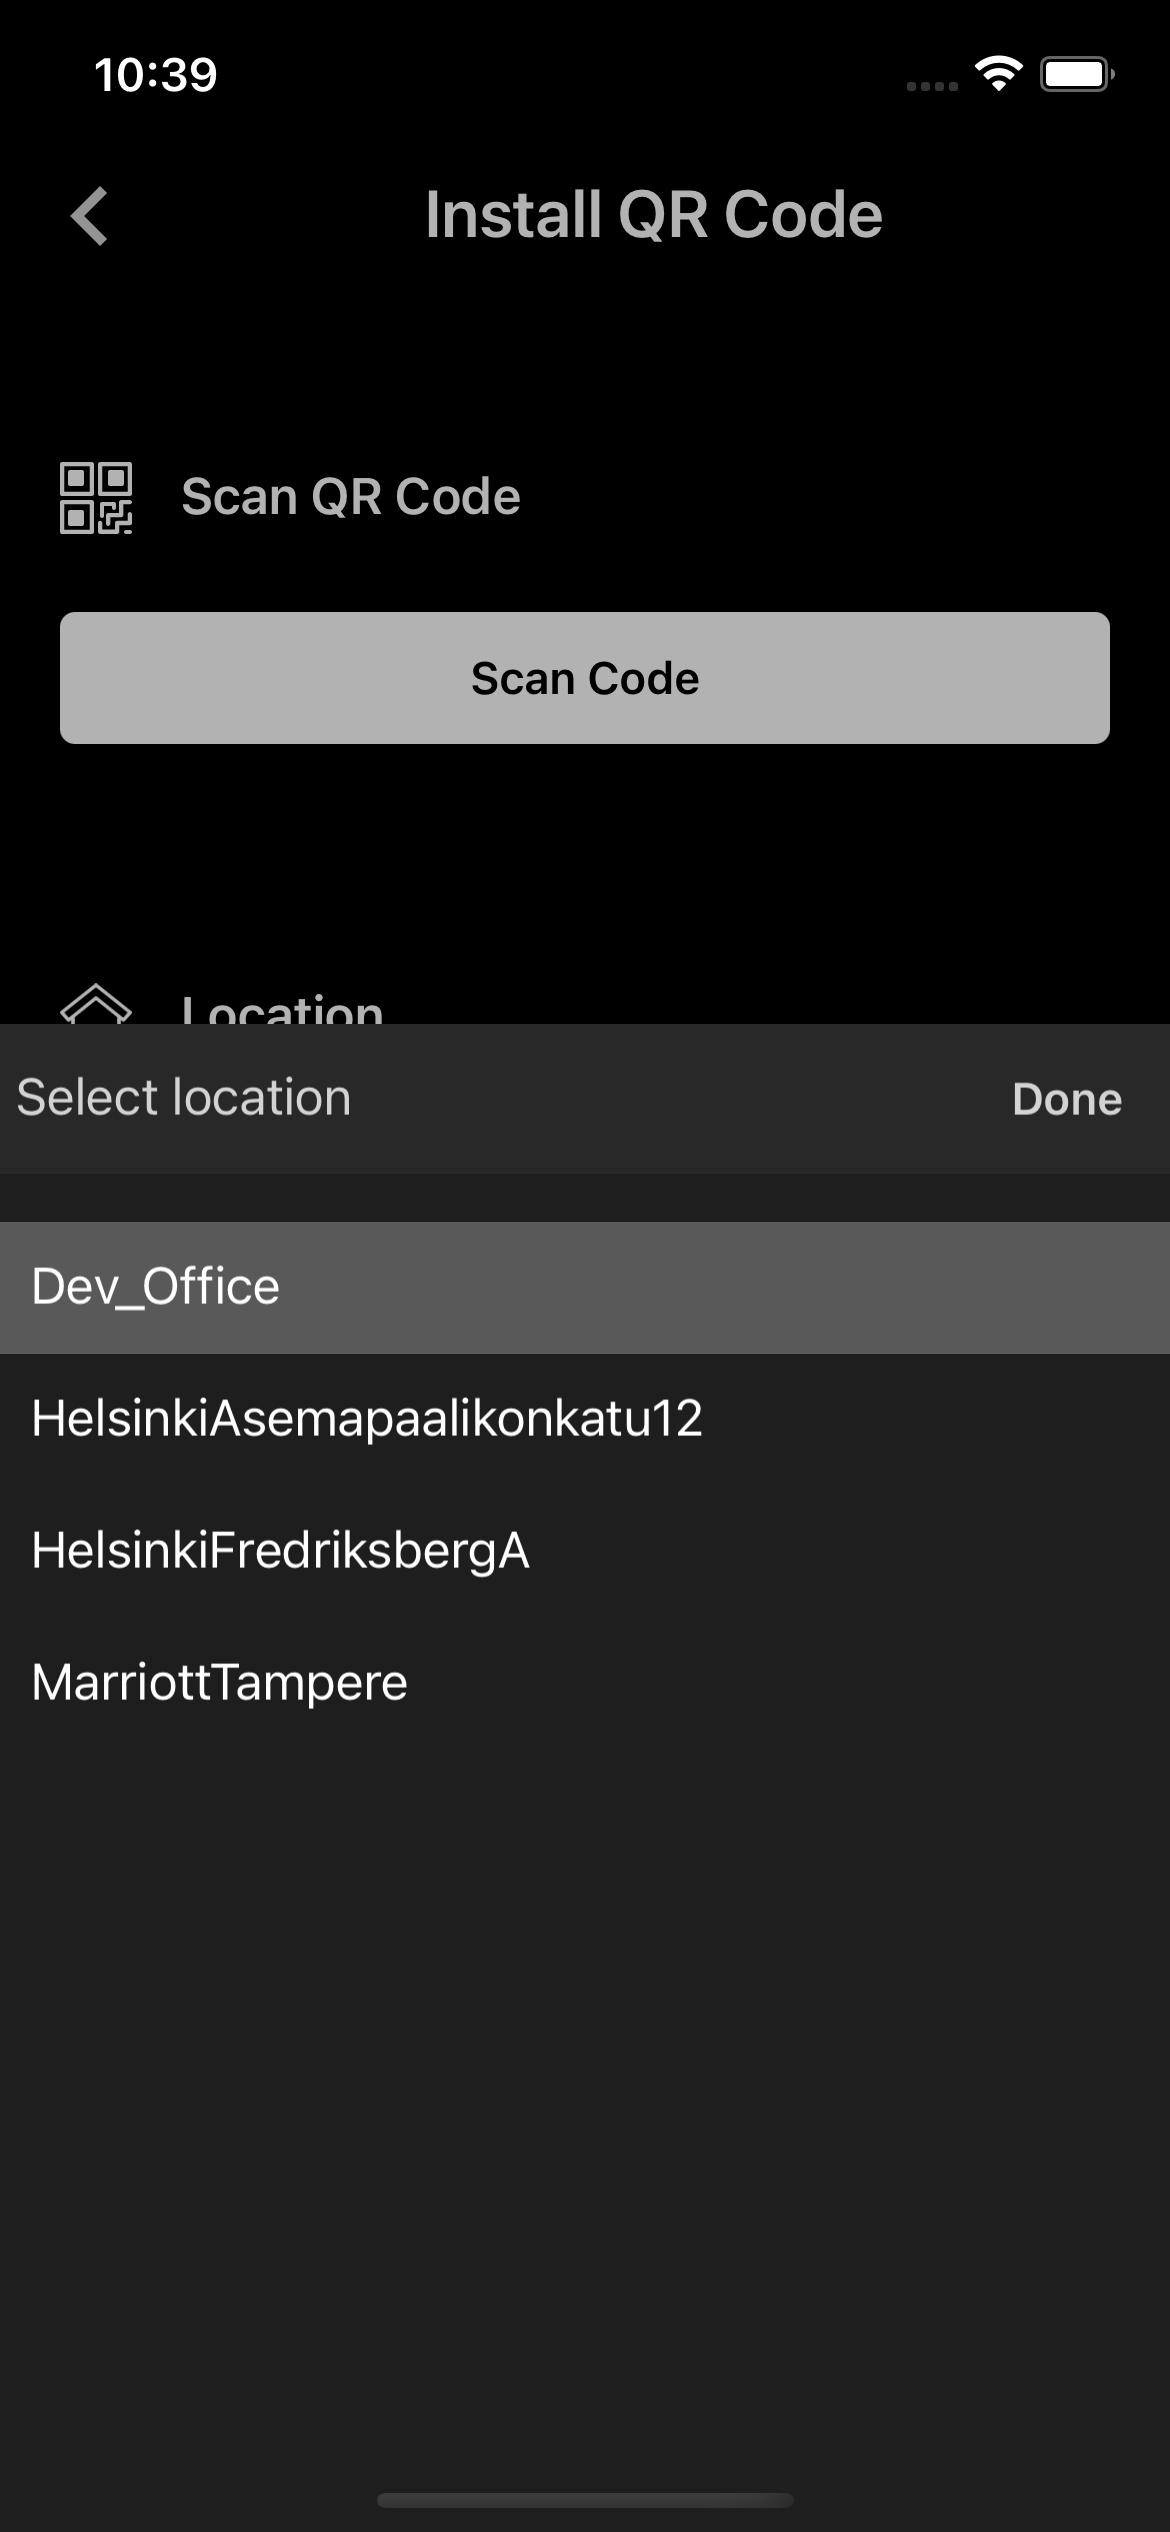 10:39
Install QR Code
Scan QR Code
Scan Code
Location
Select location
Done
Dev_Office
HelsinkiAsemapaalikonkatu12
HelsinkiFredriksbergA
MarriottTampere